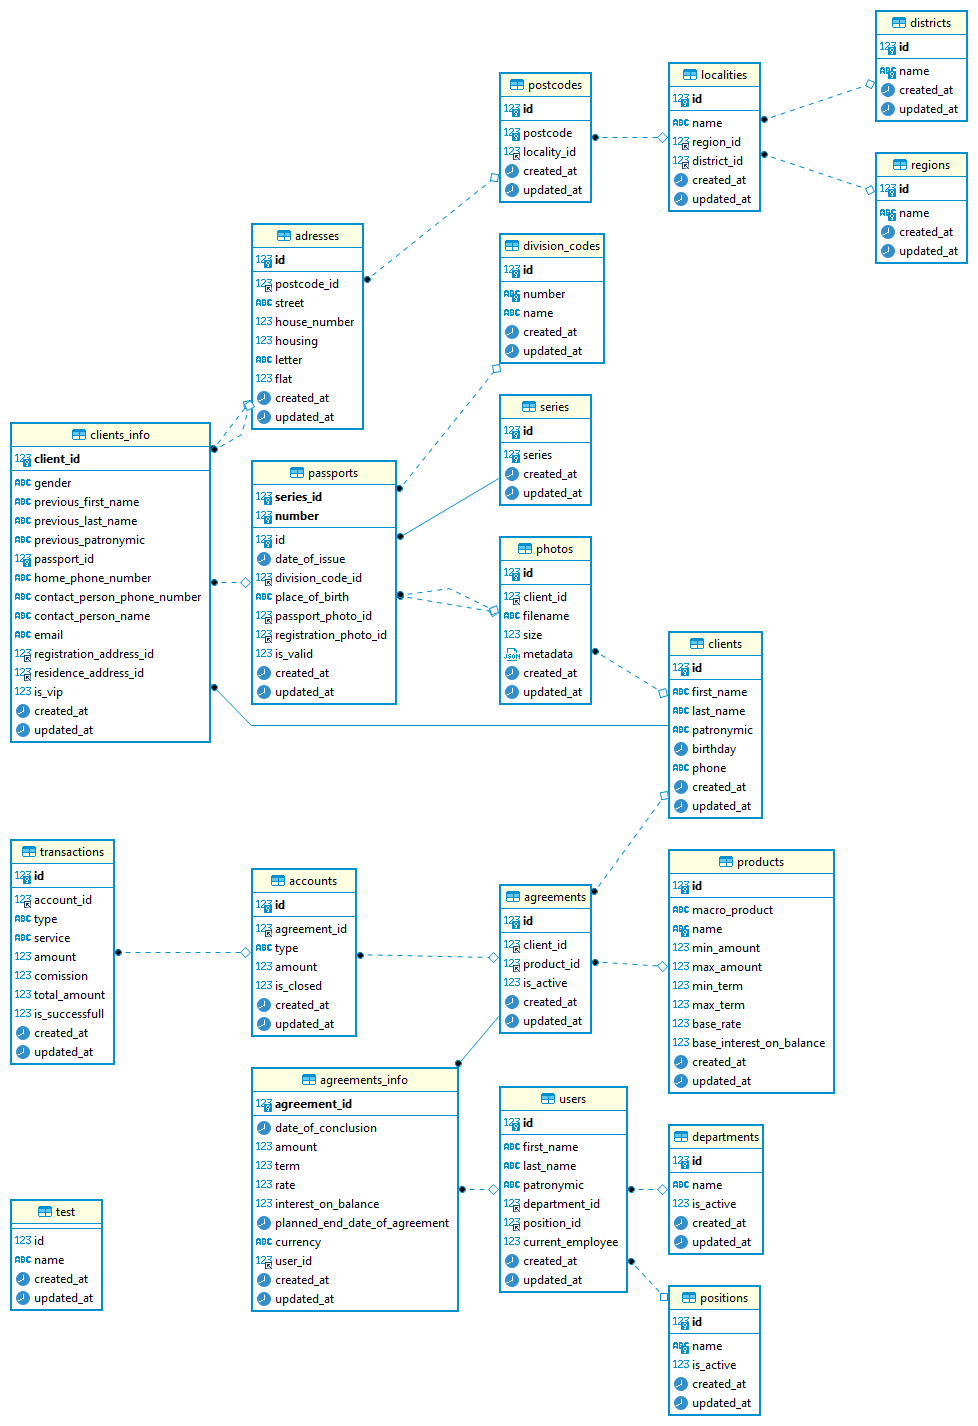 districts
id
name
created_at
updated_at
localities
id
name
region_id
district_id
created_at
updated_at
postcodes
id
postcode
locality_id
created_at
updated_at
regions
id
name
created_at
updated_at
adresses
id
postcode_id
street
house_number
housing
letter
flat
created_at
updated_at
division_codes
id
number
name
created_at
updated_at
series
id
series
created_at
updated_at
clients_info
client_id
gender
previous_first_name
previous_last_name
previous_patronymic
passport_id
home_phone_number
contact_person_phone_number
contact_person_name
email
registration_address_id
residence_address_id
is_vip
created_at
updated_at
passports
series_id
number
id
date_of_issue
division_code_id
place_of_birth
passport_photo_id
registration_photo_id
is_valid
created_at
updated_at
photos
id
client_id
filename
size
metadata
created_at
updated_at
clients
id
first_name
last_name
patronymic
birthday
phone
created_at
updated_at
transactions
id
account_id
type
service
amount
comission
total_amount
is_successfull
created_at
updated_at
accounts
id
agreement_id
type
amount
is_closed
created_at
updated_at
agreements
id
client_id
product_id
is_active
created_at
updated_at
products
id
macro_product
name
min_amount
max_amount
min_term
max_term
base_rate
base_interest_on_balance
created_at
updated_at
agreements_info
agreement_id
date_of_conclusion
amount
term
rate
interest_on_balance
planned_end_date_of_agreement
currency
user_id
created_at
updated_at
users
id
first_name
last_name
patronymic
department_id
position_id
current_employee
created_at
updated_at
departments
id
name
is_active
created_at
updated_at
test
id
name
created_at
updated_at
positions
id
name
is_active
created_at
updated_at